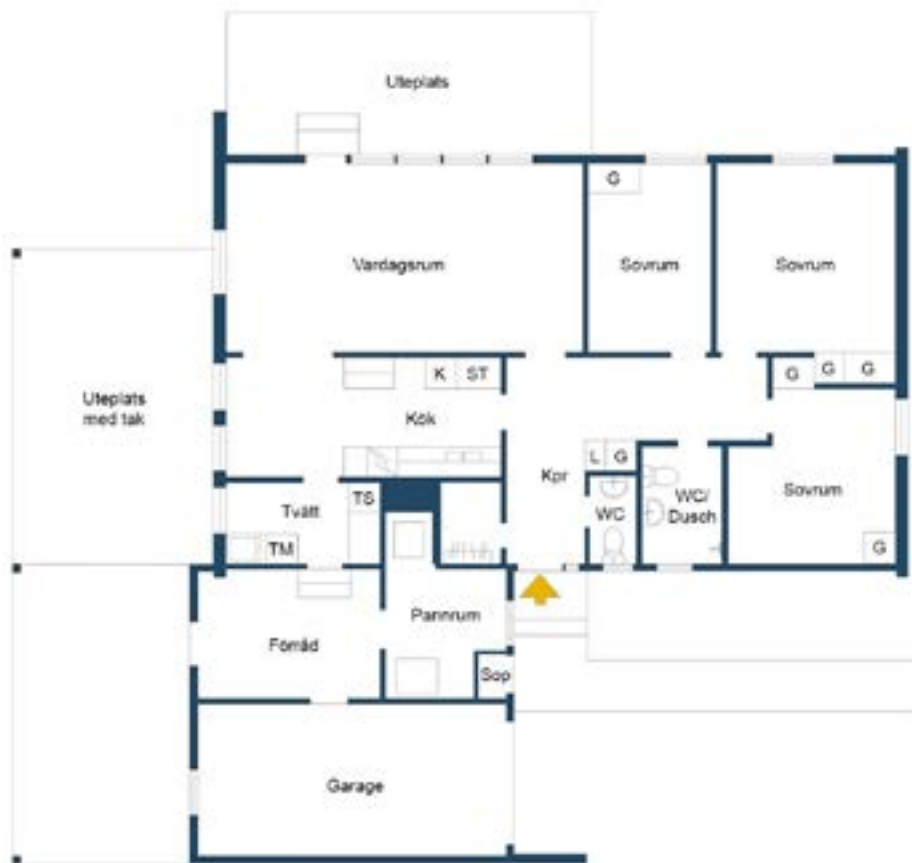 Uteplats
G
Vardagsrum
Sovrum
Sovrum
Uteplats
med tak
K
ST
G
G
G
Kök
L
G
Kpr
WC
WC/
Dusch
Sovrum
G
Tvätt
TS
TM
Förråd
Pannrum
Sop
Garage